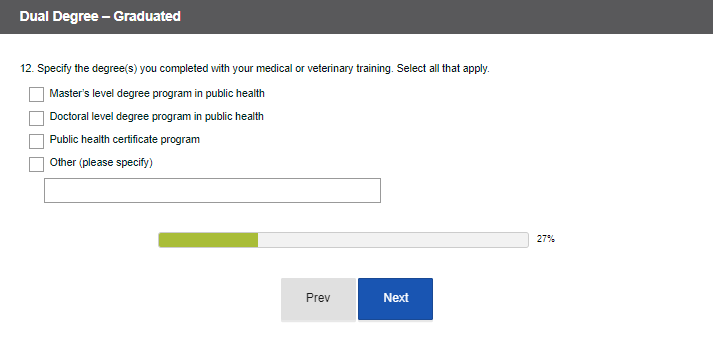 Dual Degree – Graduated
12. Specify the degree(s) you completed with your medical or veterinary training. Select all that apply.
Master's level degree program in public health
Doctoral level degree program in public health
Public health certificate program
Other (please specify)
27%
Prev
Next